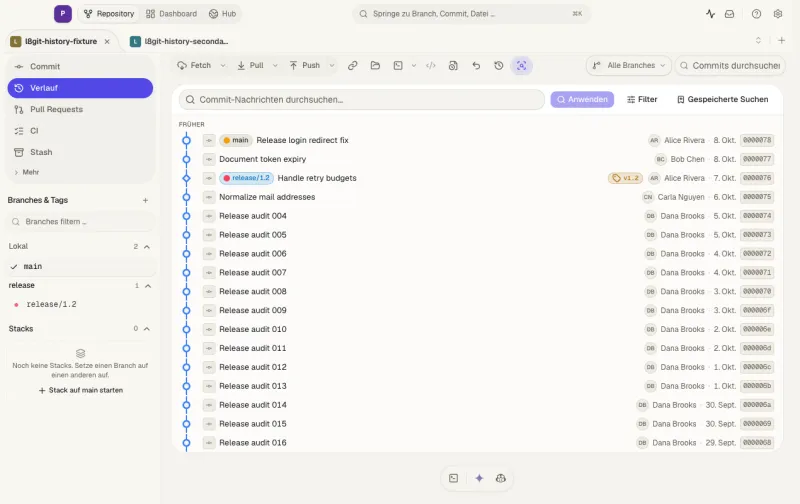 P Repository Dashboard Hub Springe zu Branch, Commit, Datei ... ⌘K
L l8git-history-fixture × L l8git-history-seconda...
Commit
Verlauf
Pull Requests
CI
Stash
Mehr
Branches & Tags +
Branches filtern ...
Lokal 2
main
release 1
release/1.2
Stacks 0
Noch keine Stacks. Setze einen Branch auf
einen anderen auf.
+ Stack auf main starten
Fetch Pull Push </> Alle Branches Commits durchsuchen
Commit-Nachrichten durchsuchen... Anwenden Filter Gespeicherte Suchen
FRÜHER
main Release login redirect fix AR Alice Rivera · 8. Okt. 0000078
Document token expiry BC Bob Chen · 8. Okt. 0000077
release/1.2 Handle retry budgets v1.2 AR Alice Rivera · 7. Okt. 0000076
Normalize mail addresses CN Carla Nguyen · 6. Okt. 0000075
Release audit 004 DB Dana Brooks · 5. Okt. 0000074
Release audit 005 DB Dana Brooks · 5. Okt. 0000073
Release audit 006 DB Dana Brooks · 4. Okt. 0000072
Release audit 007 DB Dana Brooks · 4. Okt. 0000071
Release audit 008 DB Dana Brooks · 3. Okt. 0000070
Release audit 009 DB Dana Brooks · 3. Okt. 000006f
Release audit 010 DB Dana Brooks · 2. Okt. 000006e
Release audit 011 DB Dana Brooks · 2. Okt. 000006d
Release audit 012 DB Dana Brooks · 1. Okt. 000006c
Release audit 013 DB Dana Brooks · 1. Okt. 000006b
Release audit 014 DB Dana Brooks · 30. Sept. 000006a
Release audit 015 DB Dana Brooks · 30. Sept. 0000069
Release audit 016 DB Dana Brooks · 29. Sept. 0000068